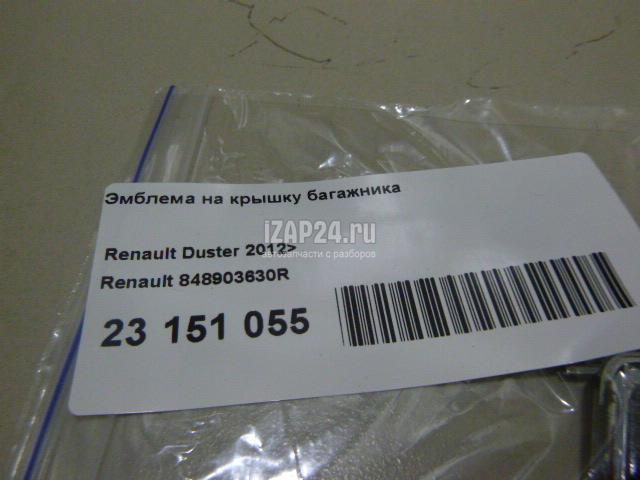 Эмблема на крышку багажника
iZAP24.ru
автозапчасти с разборов
Renault Duster 2012>
Renault 848903630R
23 151 055